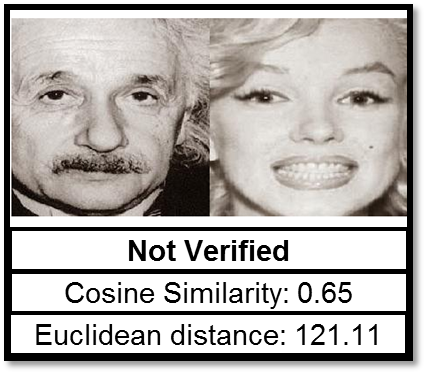 Not Verified
Cosine Similarity: 0.65
Euclidean distance: 121.11